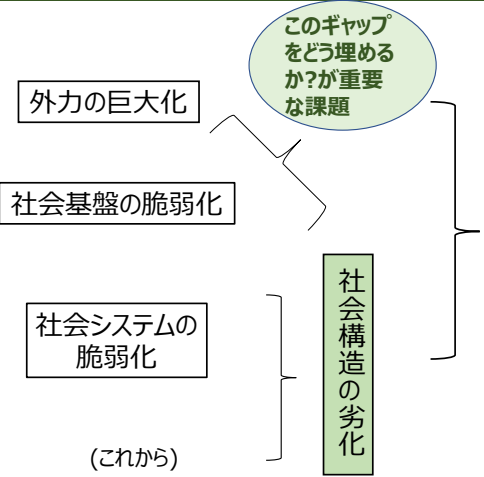 このギャップ
をどう埋める
か?が重要
な課題
外力の巨大化
社会基盤の脆弱化
社会システムの
脆弱化
社会構造の劣化
(これから)